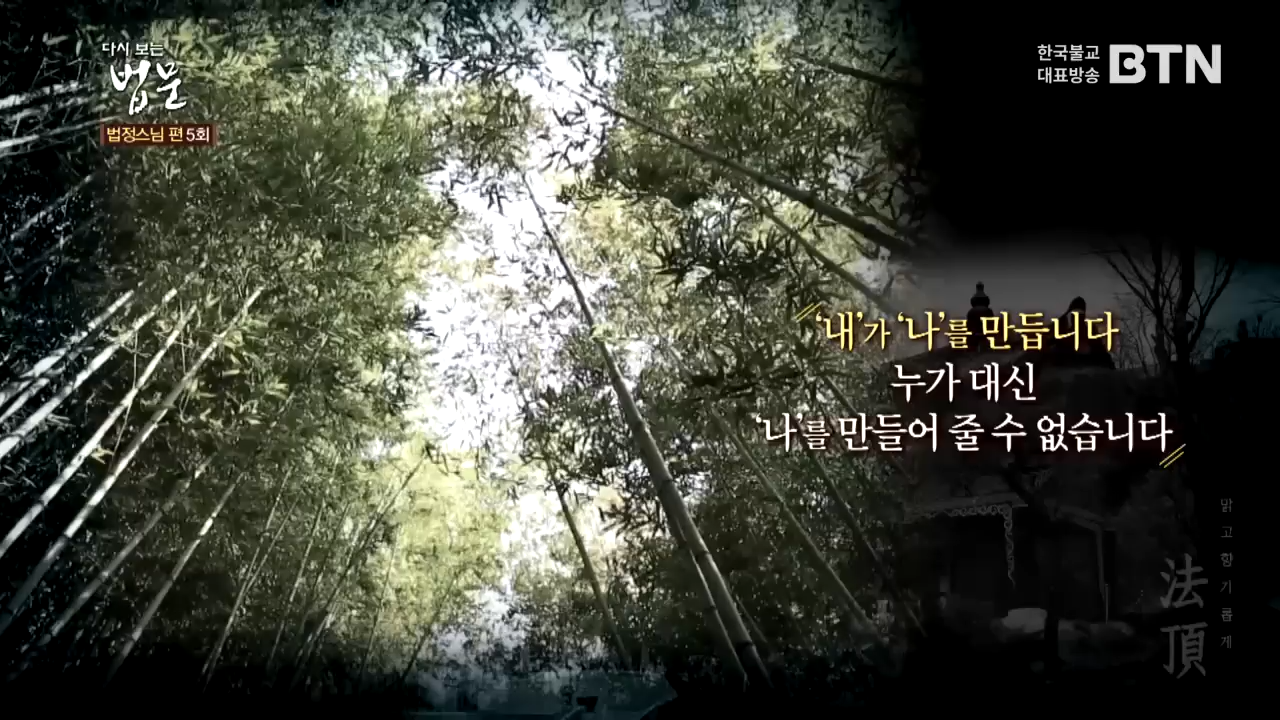 다시 보는
법문
법정스님 편 5회
한국불교
대표방송 BTN
‘내’가 ‘나’를 만듭니다
누가 대신
‘나’를 만들어 줄 수 없습니다
맑고 향기롭게
法頂